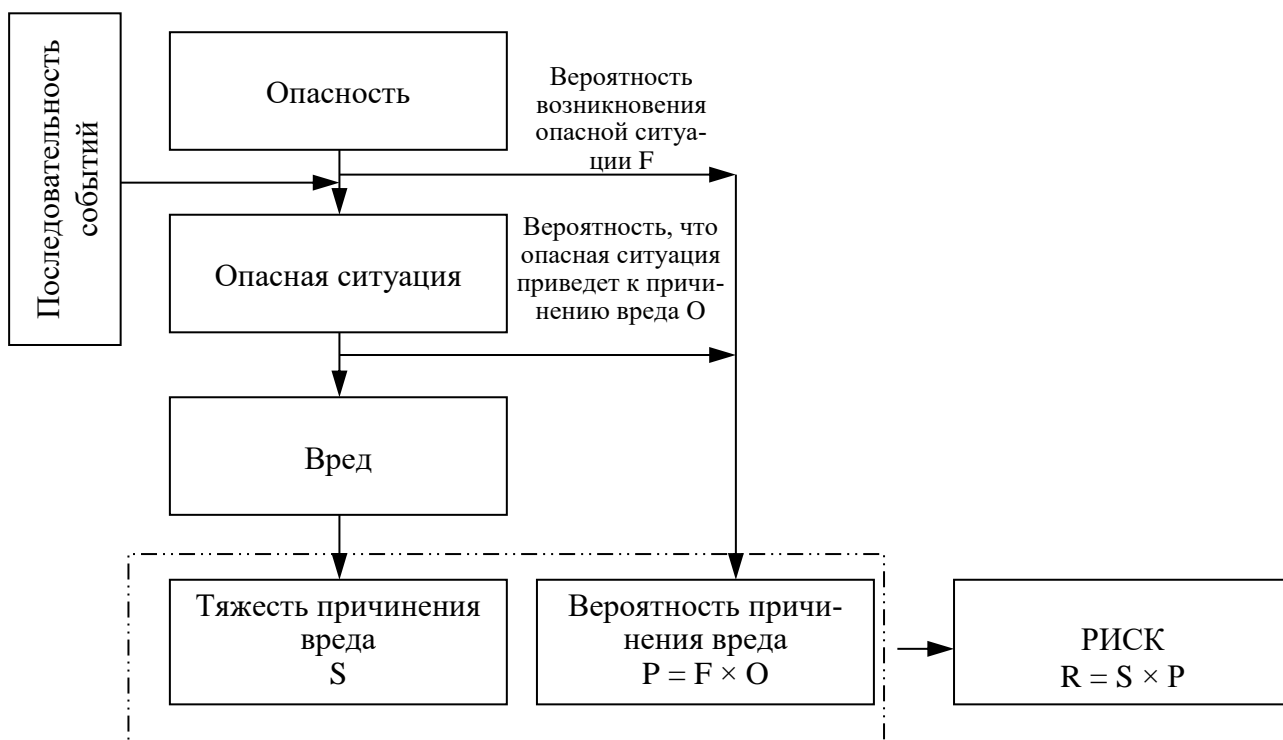 Последовательность
событий
Опасность
Вероятность
возникновения
опасной ситуа-
ции F
Опасная ситуация
Вероятность, что
опасная ситуация
приведет к причи-
нению вреда O
Вред
Тяжесть причинения
вреда
S
Вероятность причи-
нения вреда
P = F × O
РИСК
R = S × P